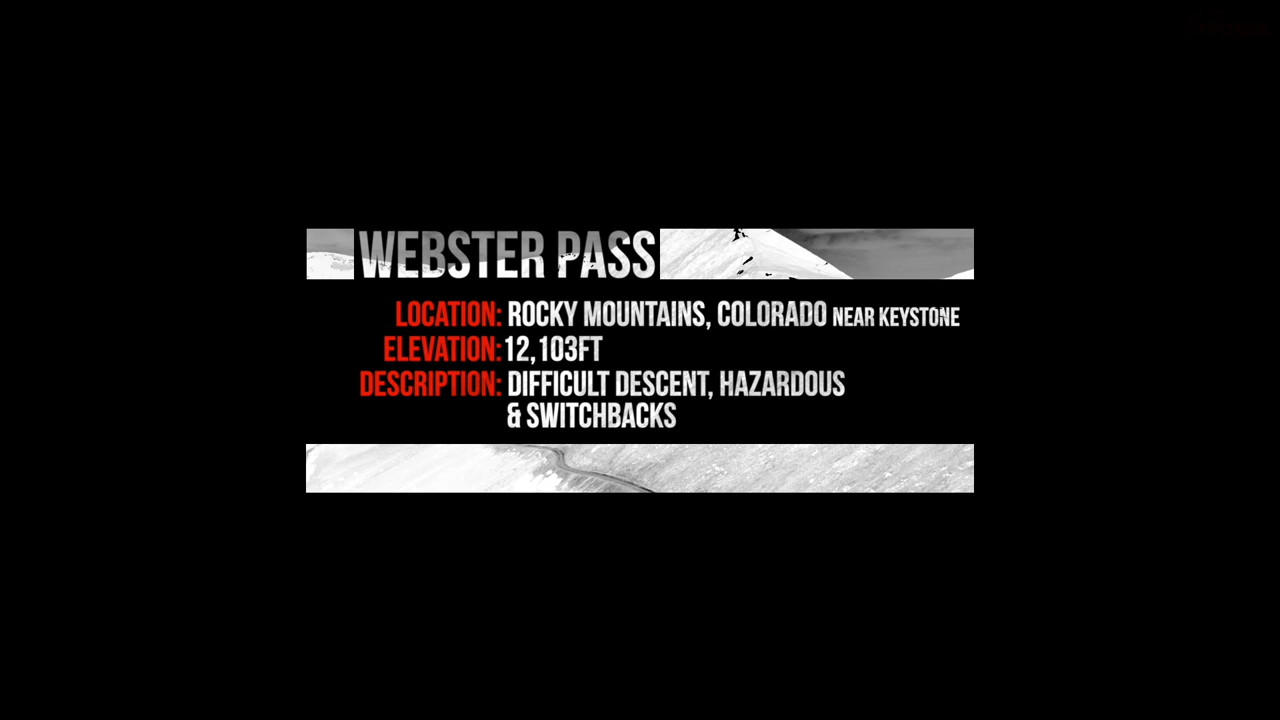 WEBSTER PASS
LOCATION: ROCKY MOUNTAINS, COLORADO NEAR KEYSTONE
ELEVATION: 12,103FT
DESCRIPTION: DIFFICULT DESCENT, HAZARDOUS
& SWITCHBACKS